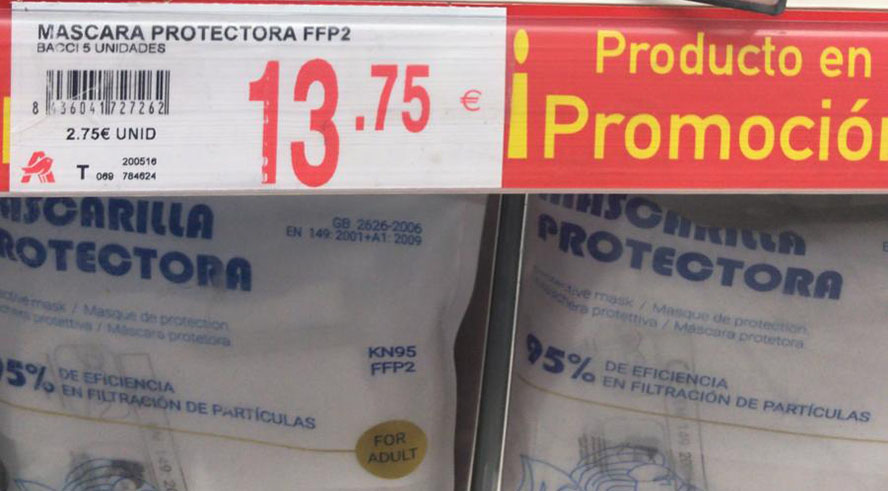 MASCARA PROTECTORA FFP2
BACCI 5 UNIDADES
8 436041 727262
2.75€ UNID
T
200516
069 784624
13.75 €
¡Producto en
Promoción
MASCARILLA
PROTECTORA
GB 2626-2006
EN 149: 2001+A1: 2009
mask / Masque de protection
protettiva / Máscara protetora
KN95
FFP2
95% DE EFICIENCIA
EN FILTRACIÓN DE PARTÍCULAS
FOR
ADULT
MASCARILLA
PROTECTORA
mask / Masque de protection
protettiva / Máscara protetora
95% DE EFICIENCIA
EN FILTRACIÓN DE PARTÍCULAS